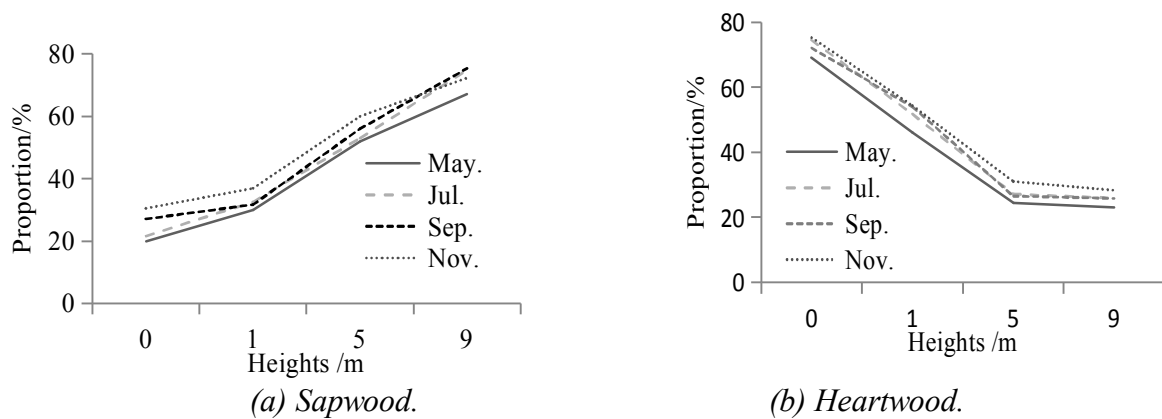 80
60
40
20
0
Proportion/%
May.
Jul.
Sep.
Nov.
0 1 5 9
Heights /m
(a) Sapwood.
80
60
40
20
0
Proportion/%
May.
Jul.
Sep.
Nov.
0 1 5 9
Heights /m
(b) Heartwood.